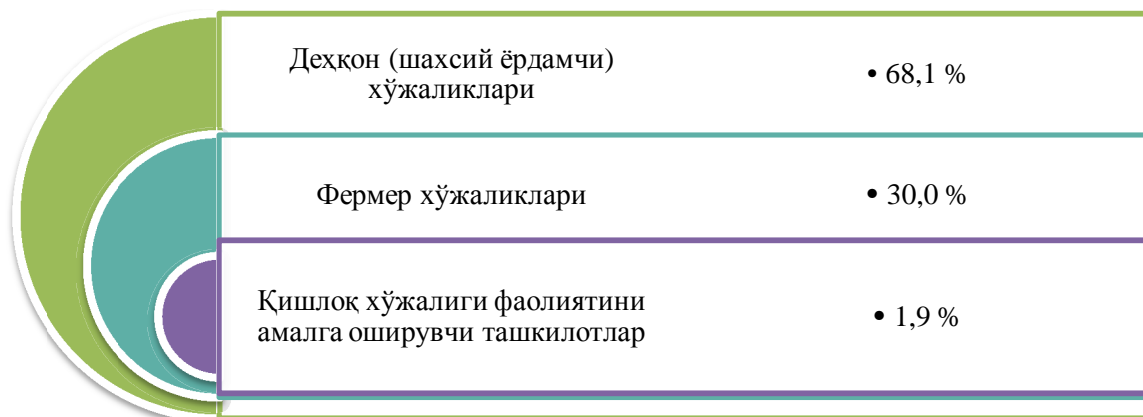 Деҳқон (шахсий ёрдамчи)
хўжаликлари
• 68,1 %
Фермер хўжаликлари
• 30,0 %
Қишлоқ хўжалиги фаолиятини
амалга оширувчи ташкилотлар
• 1,9 %